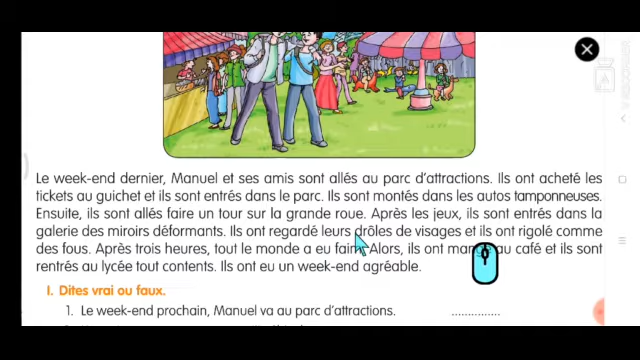 Le week-end dernier, Manuel et ses amis sont allés au parc d'attractions. Ils ont acheté les
tickets au guichet et ils sont entrés dans le parc. Ils sont montés dans les autos tamponneuses.
Ensuite, ils sont allés faire un tour sur la grande roue. Après les jeux, ils sont entrés dans la
galerie des miroirs déformants. Ils ont regardé leurs drôles de visages et ils ont rigolé comme
des fous. Après trois heures, tout le monde a eu faim. Alors, ils ont mangé au café et ils sont
rentrés au lycée tout contents. Ils ont eu un week-end agréable.
I. Dites vrai ou faux.
1. Le week-end prochain, Manuel va au parc d'attractions. ...............